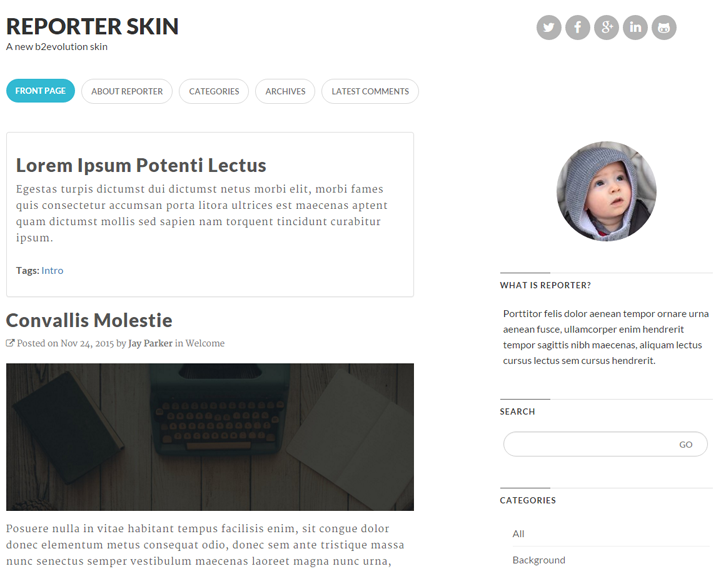 REPORTER SKIN
A new b2evolution skin
FRONT PAGE
ABOUT REPORTER
CATEGORIES
ARCHIVES
LATEST COMMENTS
Lorem Ipsum Potenti Lectus
Egestas turpis dictumst dui dictumst netus morbi elit, morbi fames
quis consectetur accumsan porta litora ultrices est maecenas aptent
quam dictumst mollis sed sapien nam torquent tincidunt curabitur
ipsum.
Tags: Intro
Convallis Molestie
Posted on Nov 24, 2015 by Jay Parker in Welcome
Posuere nulla in vitae habitant tempus facilisis enim, sit congue dolor
donec elementum metus consequat odio, donec sem ante tristique massa
nunc senectus semper vestibulum maecenas laoreet magna nunc urna,
WHAT IS REPORTER?
Porttitor felis dolor aenean tempor ornare urna
aenean fusce, ullamcorper enim hendrerit
tempor sagittis nibh maecenas, aliquam lectus
cursus lectus sem cursus hendrerit.
SEARCH
GO
CATEGORIES
All
Background